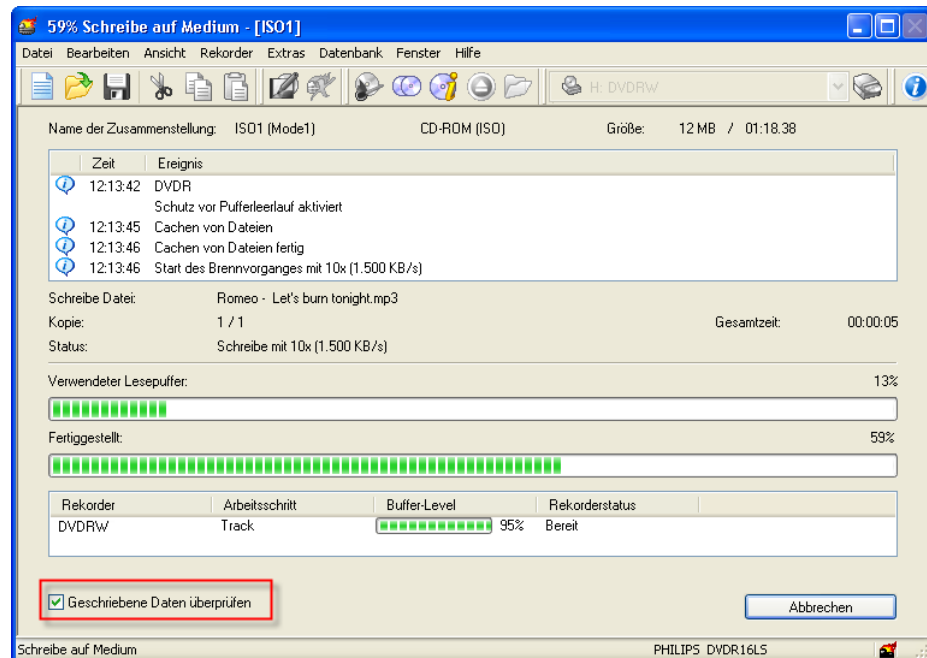 59% Schreibe auf Medium - [ISO1]
Datei Bearbeiten Ansicht Rekorder Extras Datenbank Fenster Hilfe
H: DVDRW
Name der Zusammenstellung: ISO1 (Mode1) CD-ROM (ISO) Größe: 12 MB / 01:18.38
Zeit Ereignis
12:13:42 DVDR
Schutz vor Pufferleerlauf aktiviert
12:13:45 Cachen von Dateien
12:13:46 Cachen von Dateien fertig
12:13:46 Start des Brennvorganges mit 10x (1.500 KB/s)
Schreibe Datei: Romeo - Let's burn tonight.mp3
Kopie: 1 / 1 Gesamtzeit: 00:00:05
Status: Schreibe mit 10x (1.500 KB/s)
Verwendeter Lesepuffer: 13%
Fertiggestellt: 59%
Rekorder Arbeitsschritt Buffer-Level Rekorderstatus
DVDRW Track 95% Bereit
Geschriebene Daten überprüfen
Abbrechen
Schreibe auf Medium PHILIPS DVDR16LS